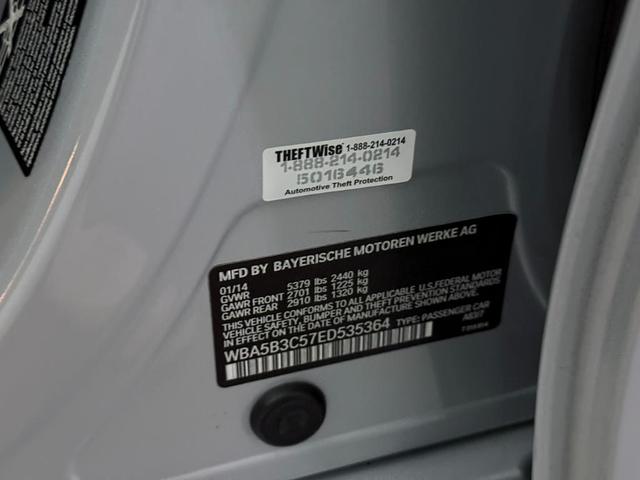 THEFTWise 1-888-214-0214
1-888-214-0214
5016446
Automotive Theft Protection
MFD BY BAYERISCHE MOTOREN WERKE AG
01/14 5379 lbs 2440 kg
GVWR
GAWR FRONT 2701 lbs 1225 kg
GAWR REAR 2910 lbs 1320 kg
THIS VEHICLE CONFORMS TO ALL APPLICABLE U.S. FEDERAL MOTOR
VEHICLE SAFETY, BUMPER, AND THEFT PREVENTION STANDARDS
IN EFFECT ON THE DATE OF MANUFACTURE SHOWN ABOVE.
WBA5B3C57ED535364 TYPE: PASSENGER CAR